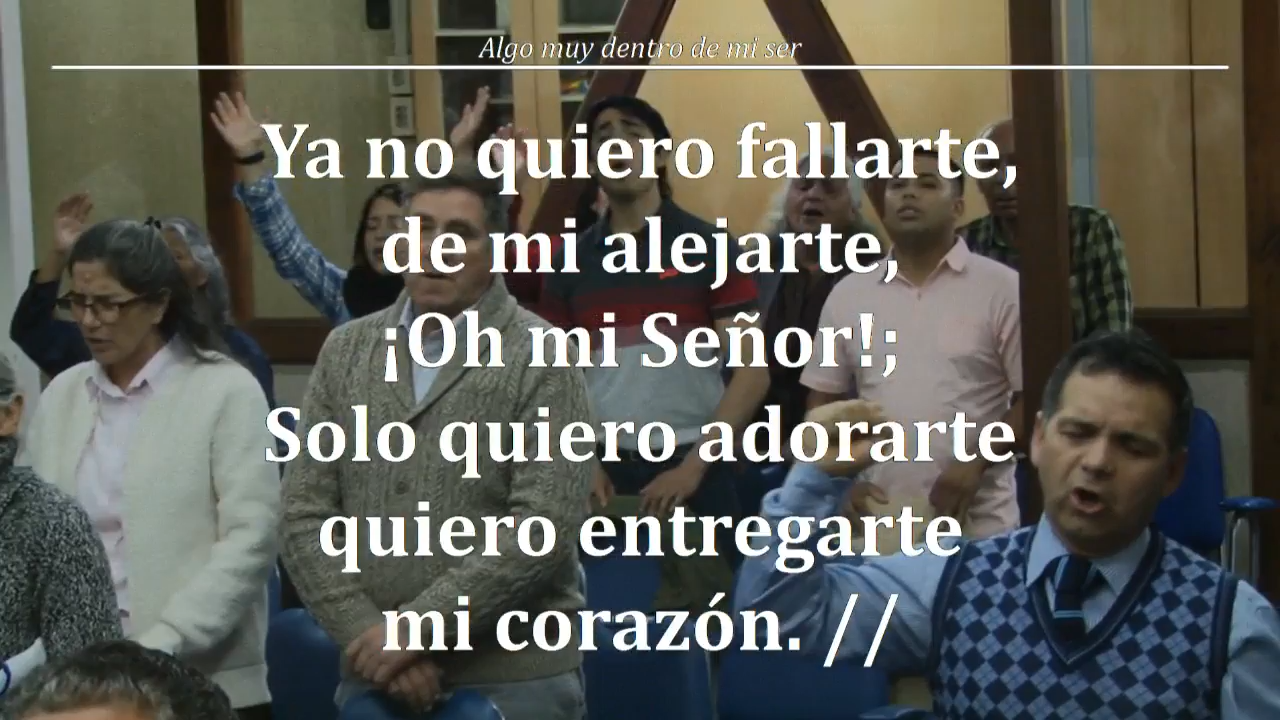 Algo muy dentro de mi ser
Ya no quiero fallarte,
de mi alejarte,
¡Oh mi Señor!;
Solo quiero adorarte
quiero entregarte
mi corazón. //